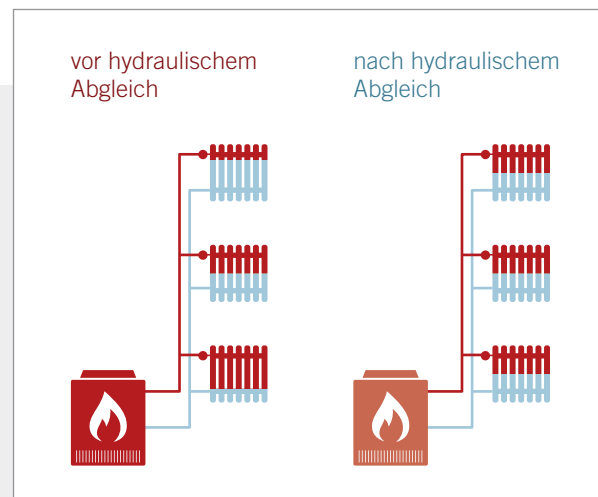 vor hydraulischem
Abgleich
nach hydraulischem
Abgleich